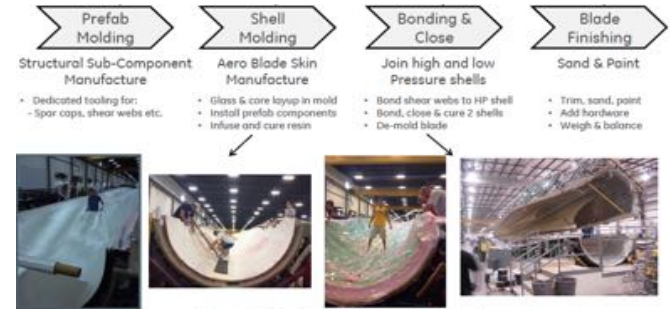 Prefab
Molding
Structural Sub-Component
Manufacture
• Dedicated tooling for:
- Spar caps, shear webs etc.
Shell
Molding
Aero Blade Skin
Manufacture
• Glass & core layup in mold
• Install prefab components
• Infuse and cure resin
Bonding &
Close
Join high and low
Pressure shells
• Bond shear webs to HP shell
• Bond, close & cure 2 shells
• De-mold blade
Blade
Finishing
Sand & Paint
• Trim, sand, paint
• Add hardware
• Weigh & balance